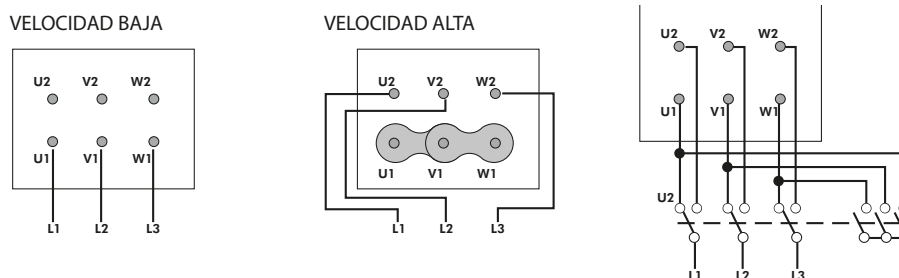 VELOCIDAD BAJA
U2 V2 W2
U1 V1 W1
L1 L2 L3
VELOCIDAD ALTA
U2 V2 W2
U1 V1 W1
L1 L2 L3
U2 V2 W2
U1 V1 W1
U2
L1 L2 L3